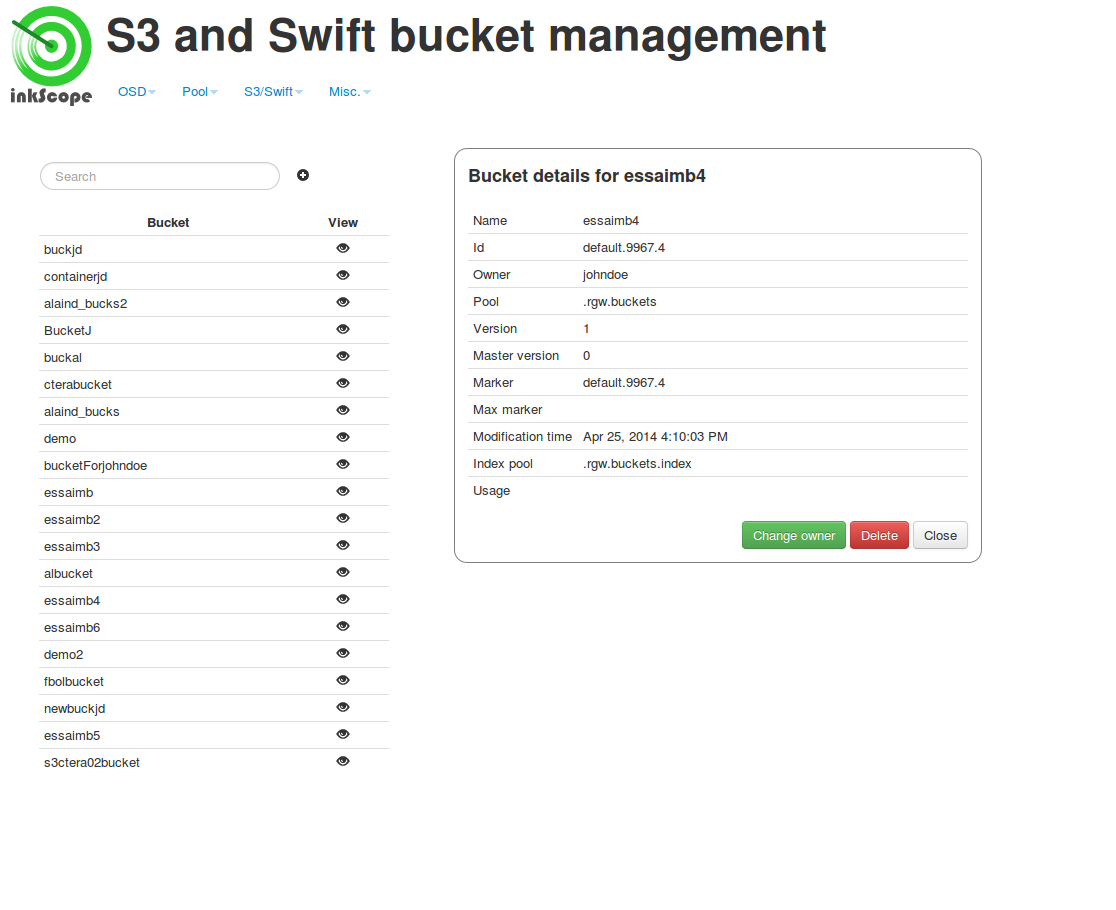 S3 and Swift bucket management
inkScope
OSD Pool S3/Swift Misc.
Search
Bucket View
buckjd
containerjd
alaind_bucks2
BucketJ
buckal
cterabucket
alaind_bucks
demo
bucketForjohndoe
essaimb
essaimb2
essaimb3
albucket
essaimb4
essaimb6
demo2
fbolbucket
newbuckjd
essaimb5
s3ctera02bucket
Bucket details for essaimb4
Name essaimb4
Id default.9967.4
Owner johndoe
Pool .rgw.buckets
Version 1
Master version 0
Marker default.9967.4
Max marker
Modification time Apr 25, 2014 4:10:03 PM
Index pool .rgw.buckets.index
Usage
Change owner Delete Close